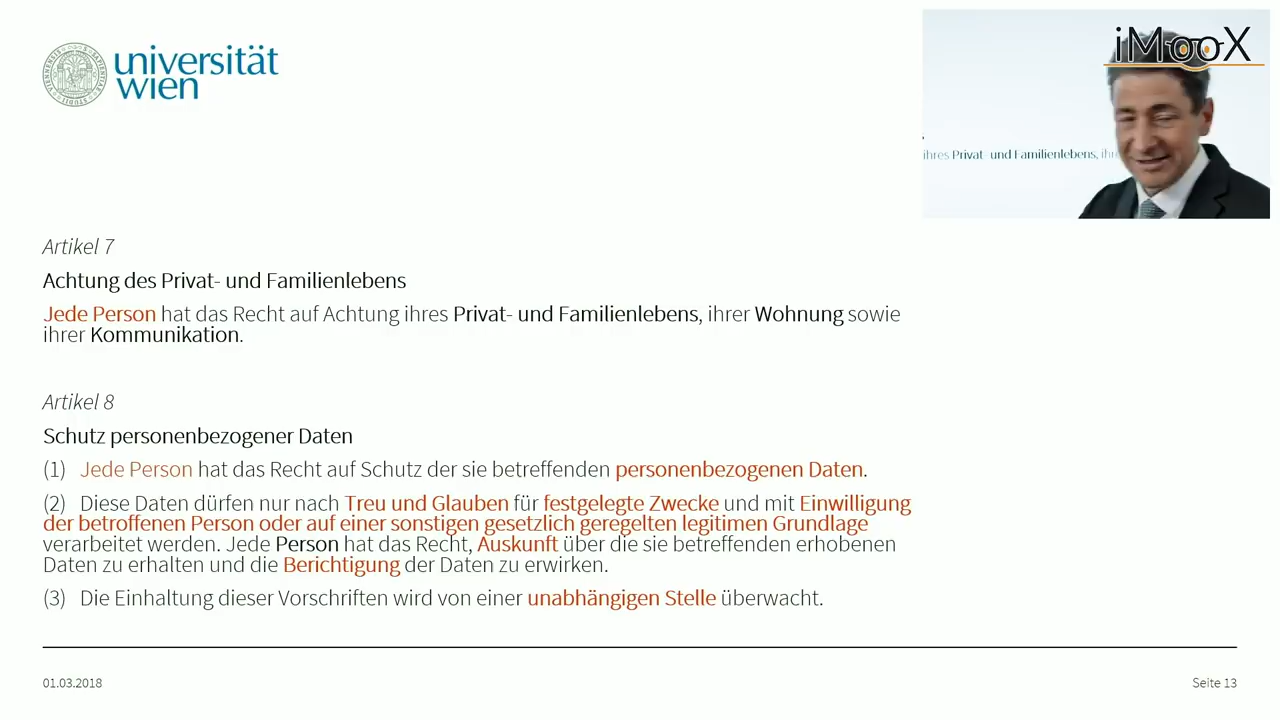 universität
wien
iMooX
ihres Privat- und Familienlebens, ihre
Artikel 7
Achtung des Privat- und Familienlebens
Jede Person hat das Recht auf Achtung ihres Privat- und Familienlebens, ihrer Wohnung sowie
ihrer Kommunikation.
Artikel 8
Schutz personenbezogener Daten
(1) Jede Person hat das Recht auf Schutz der sie betreffenden personenbezogenen Daten.
(2) Diese Daten dürfen nur nach Treu und Glauben für festgelegte Zwecke und mit Einwilligung
der betroffenen Person oder auf einer sonstigen gesetzlich geregelten legitimen Grundlage
verarbeitet werden. Jede Person hat das Recht, Auskunft über die sie betreffenden erhobenen
Daten zu erhalten und die Berichtigung der Daten zu erwirken.
(3) Die Einhaltung dieser Vorschriften wird von einer unabhängigen Stelle überwacht.
01.03.2018
Seite 13